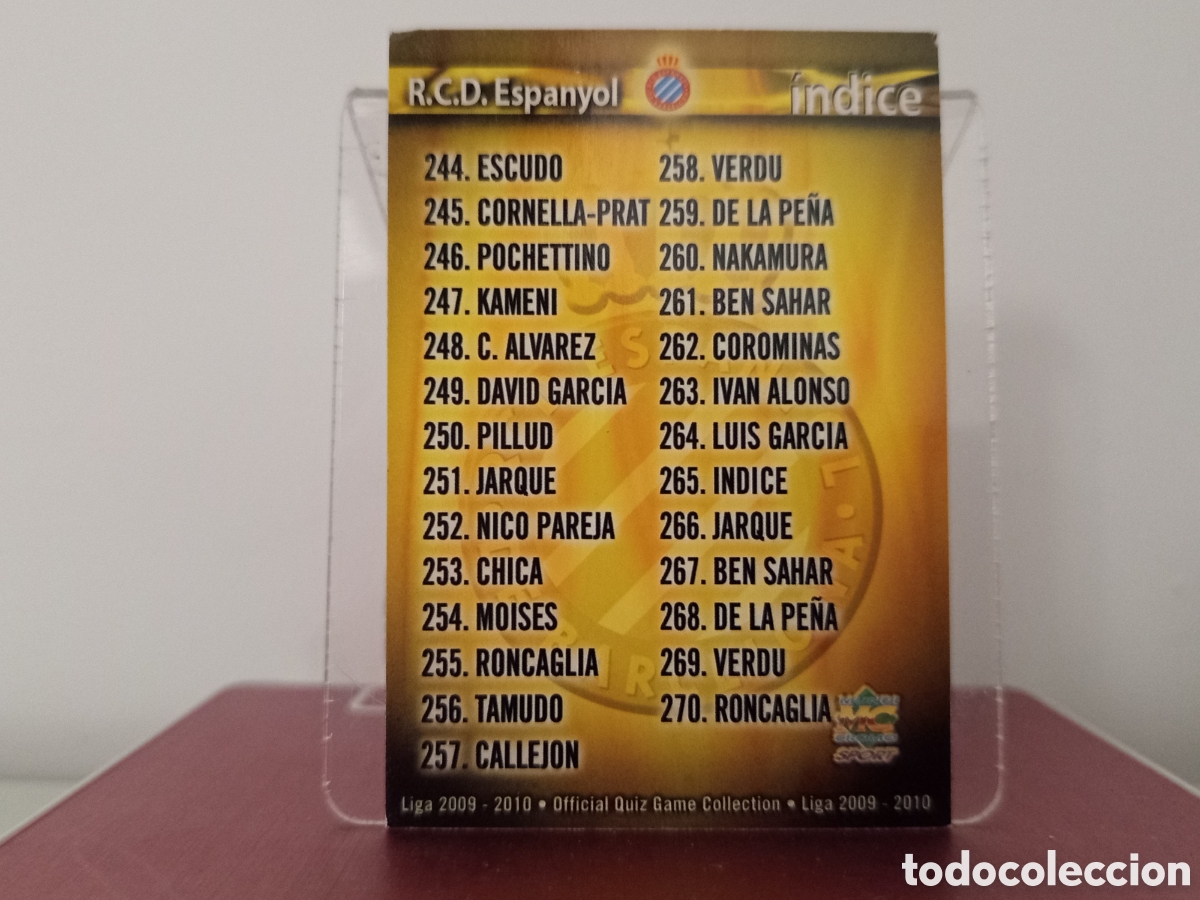 R.C.D. Espanyol
índice
244. ESCUDO
245. CORNELLA-PRAT
246. POCHETTINO
247. KAMENI
248. C. ALVAREZ
249. DAVID GARCIA
250. PILLUD
251. JARQUE
252. NICO PAREJA
253. CHICA
254. MOISES
255. RONCAGLIA
256. TAMUDO
257. CALLEJON
258. VERDU
259. DE LA PEÑA
260. NAKAMURA
261. BEN SAHAR
262. COROMINAS
263. IVAN ALONSO
264. LUIS GARCIA
265. INDICE
266. JARQUE
267. BEN SAHAR
268. DE LA PEÑA
269. VERDU
270. RONCAGLIA
SPORT
Liga 2009 - 2010 • Official Quiz Game Collection • Liga 2009 - 2010
todocoleccion